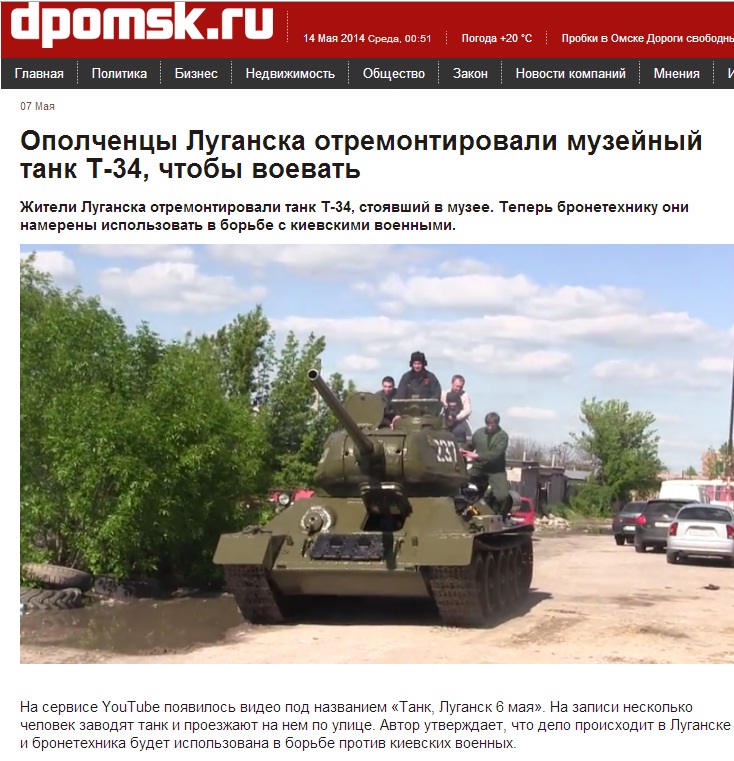 dpomsk.ru
14 Мая 2014 Среда, 00:51
Погода +20 °C
Пробки в Омске Дороги свободны
Главная
Политика
Бизнес
Недвижимость
Общество
Закон
Новости компаний
Мнения
07 Мая
Ополченцы Луганска отремонтировали музейный
танк Т-34, чтобы воевать
Жители Луганска отремонтировали танк Т-34, стоявший в музее. Теперь бронетехнику они
намерены использовать в борьбе с киевскими военными.
237
На сервисе YouTube появилось видео под названием «Танк, Луганск 6 мая». На записи несколько
человек заводят танк и проезжают на нем по улице. Автор утверждает, что дело происходит в Луганске
и бронетехника будет использована в борьбе против киевских военных.